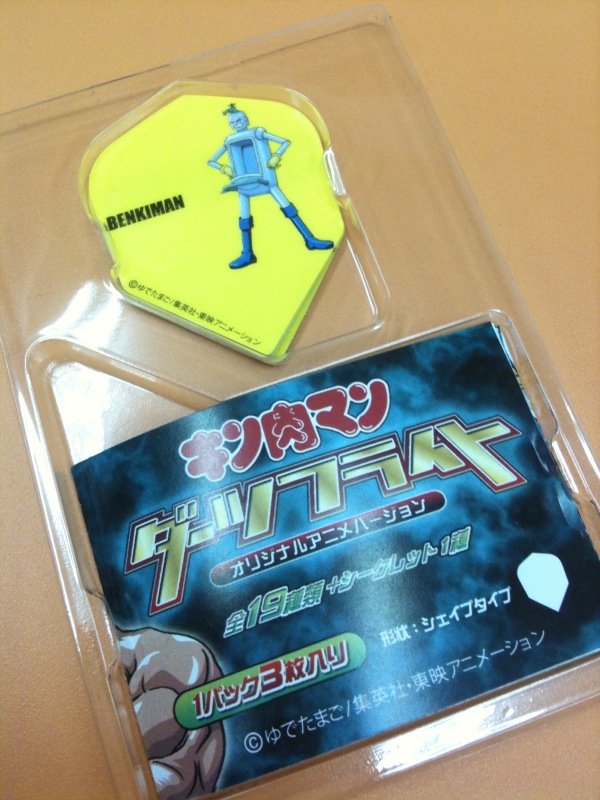 BENKIMAN
©ゆでたまご/集英社・東映アニメーション
キン肉マン
ダーツフライト
オリジナルアニメバージョン
全19種類+シークレット1種
形状：シェイプタイプ
1パック3枚入り
©ゆでたまご/集英社・東映アニメーション